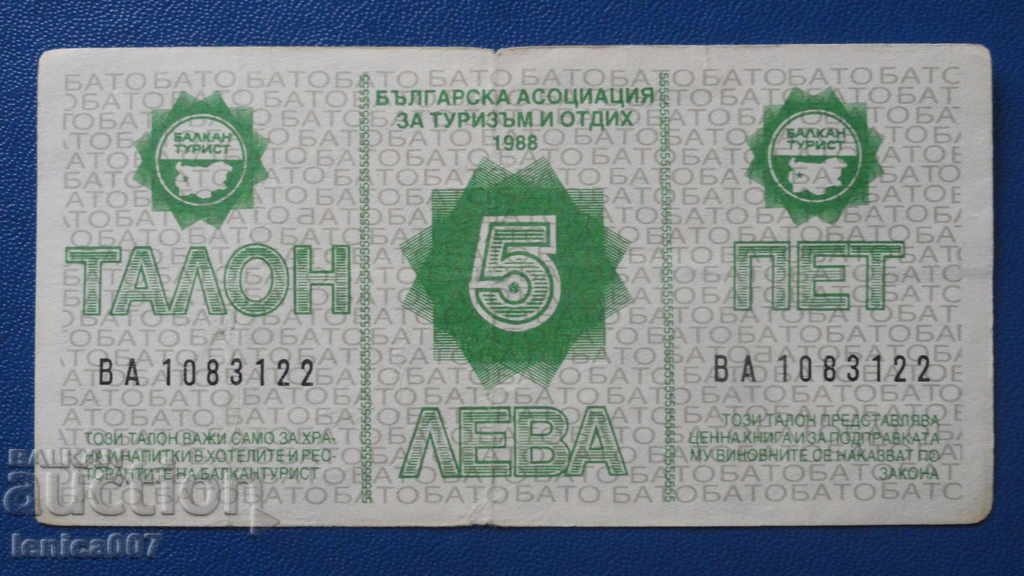 БЪЛГАРСКА АСОЦИАЦИЯ
ЗА ТУРИЗЪМ И ОТДИХ
1988
БАЛКАН
ТУРИСТ
БАЛКАН
ТУРИСТ
ТАЛОН
5
ПЕТ
ВА 1083122
ВА 1083122
ЛЕВА
ТОЗИ ТАЛОН ВАЖИ САМО ЗА ХРА-
НИ И НАПИТКИ В ХОТЕЛИТЕ И РЕС-
ТОРАНТИТЕ НА БАЛКАНТУРИСТ
ТОЗИ ТАЛОН ПРЕДСТАВЛЯВА
ЦЕННА КНИГА И ЗА ПОДПРАВКАТА
МУ ВИНОВНИТЕ СЕ НАКАЗВАТ ПО
ЗАКОНА
auction
lenica007